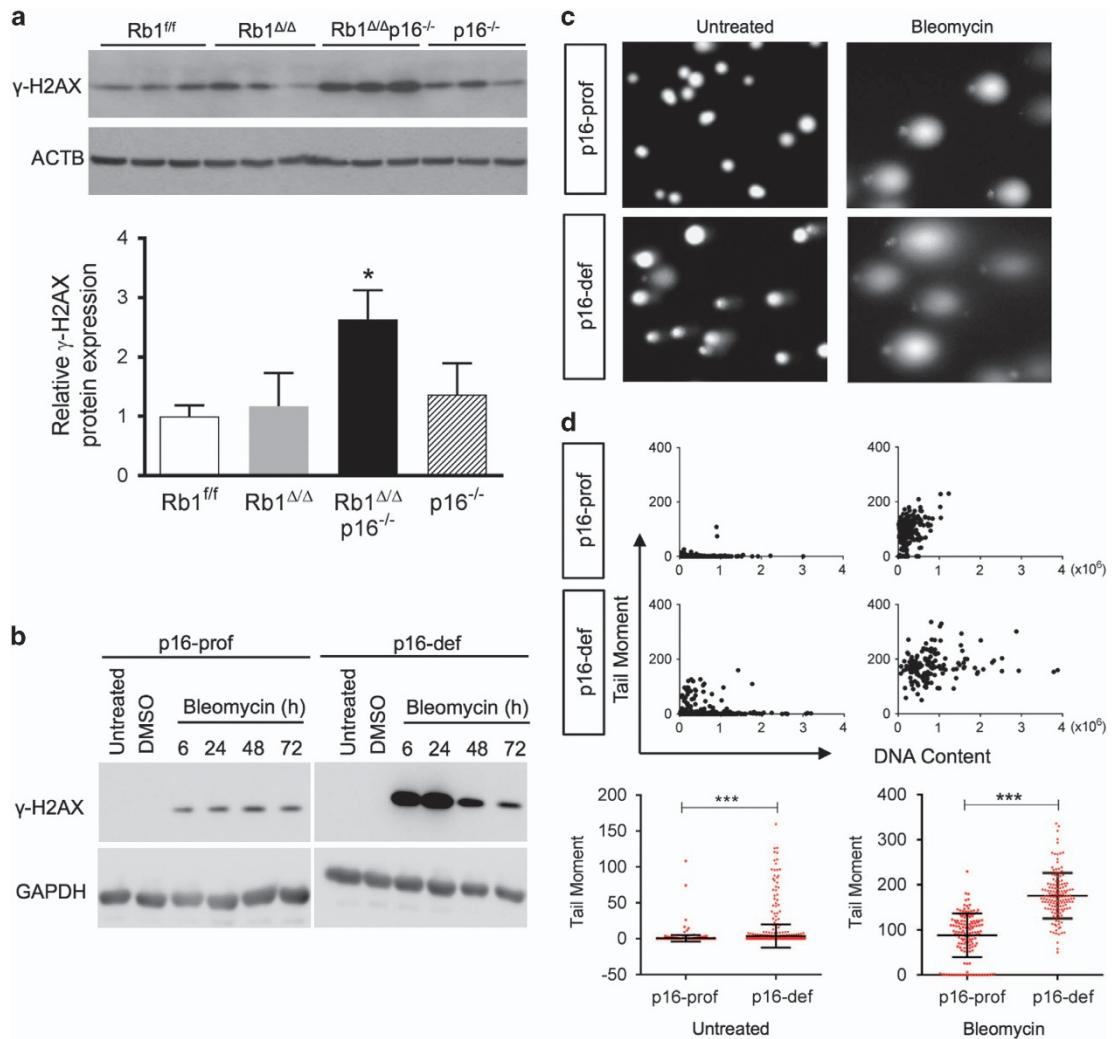 a
Rb1f/f Rb1Δ/Δ Rb1Δ/Δp16-/- p16-/-
γ-H2AX
ACTB
Relative γ-H2AX
protein expression
4
3
2
1
0
*
Rb1f/f Rb1Δ/Δ Rb1Δ/Δ p16-/-
p16-/-
b
p16-prof p16-def
Untreated DMSO Bleomycin (h) Untreated DMSO Bleomycin (h)
6 24 48 72 6 24 48 72
γ-H2AX
GAPDH
c
Untreated Bleomycin
p16-prof
p16-def
d
p16-prof
400 400
200 200
0 0
0 1 2 3 4 0 1 2 3 4 (x10⁶)
p16-def
Tail Moment
400 400
200 200
0 0
0 1 2 3 4 0 1 2 3 4 (x10⁶)
DNA Content
Tail Moment
200
150
100
50
0
-50
***
p16-prof p16-def
Untreated
Tail Moment
400
300
200
100
0
***
p16-prof p16-def
Bleomycin